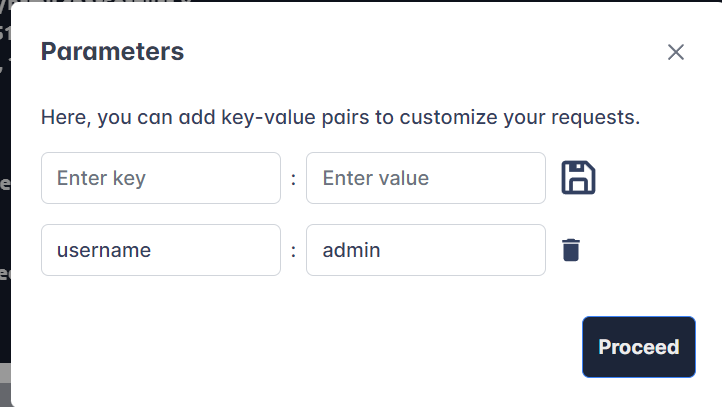 Parameters
Here, you can add key-value pairs to customize your requests.
Enter key : Enter value
username : admin
Proceed